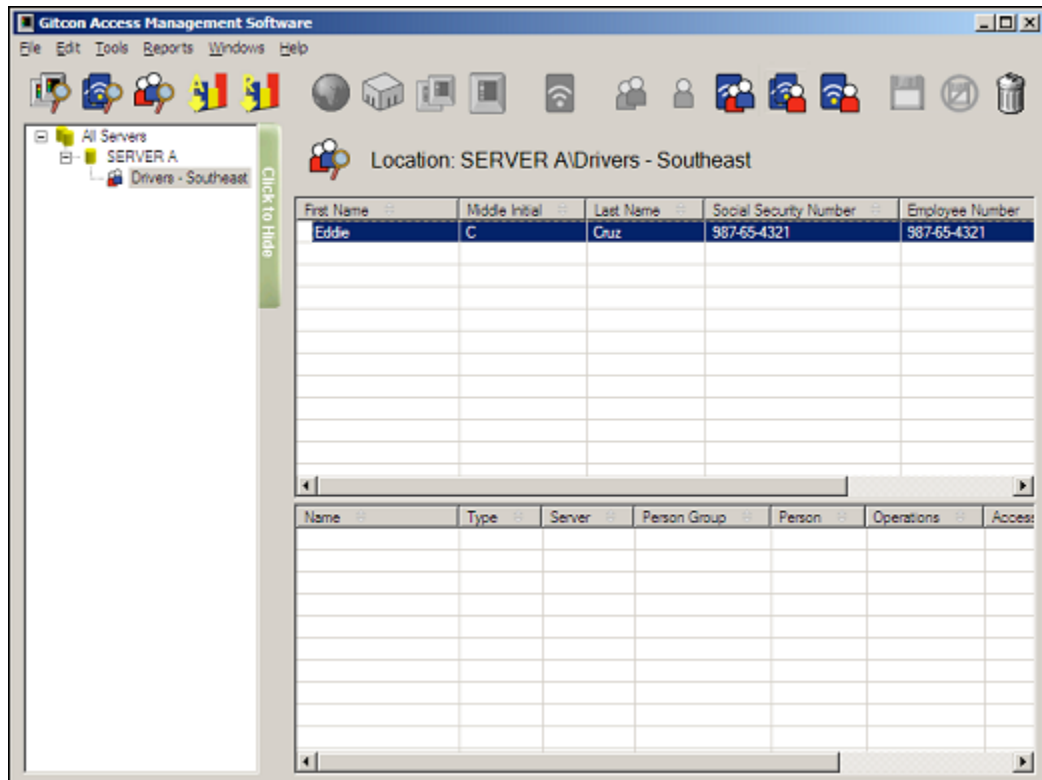 Gitcon Access Management Software
File Edit Tools Reports Windows Help
All Servers
SERVER A
Drivers - Southeast
Click to Hide
Location: SERVER A\Drivers - Southeast
First Name Middle Initial Last Name Social Security Number Employee Number
Eddie C Cruz 987-65-4321 987-65-4321
Name Type Server Person Group Person Operations Access